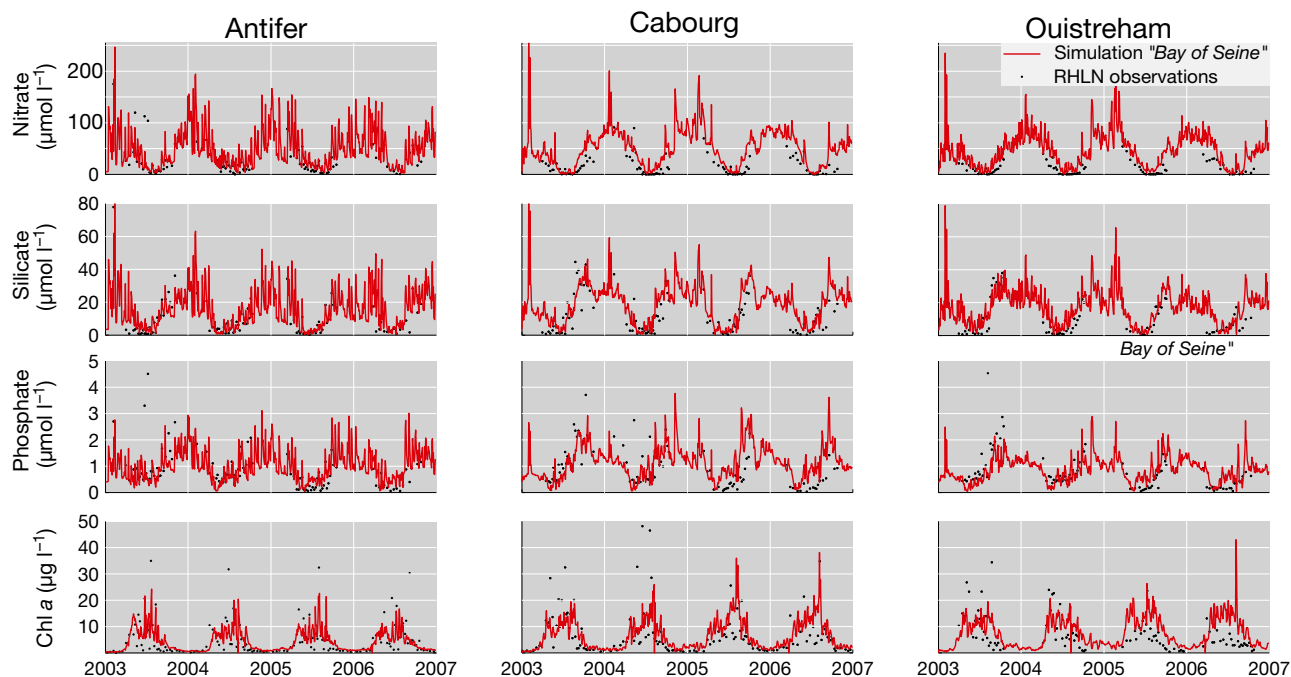 Antifer
Cabourg
Ouistreham
Simulation "Bay of Seine"
RHLN observations
Nitrate
(µmol l⁻¹)
200
100
0
Silicate
(µmol l⁻¹)
80
60
40
20
0
Bay of Seine"
Phosphate
(µmol l⁻¹)
5
4
3
2
1
0
Chl a (µg l⁻¹)
50
40
30
20
10
2003 2004 2005 2006 2007
2003 2004 2005 2006 2007
2003 2004 2005 2006 2007